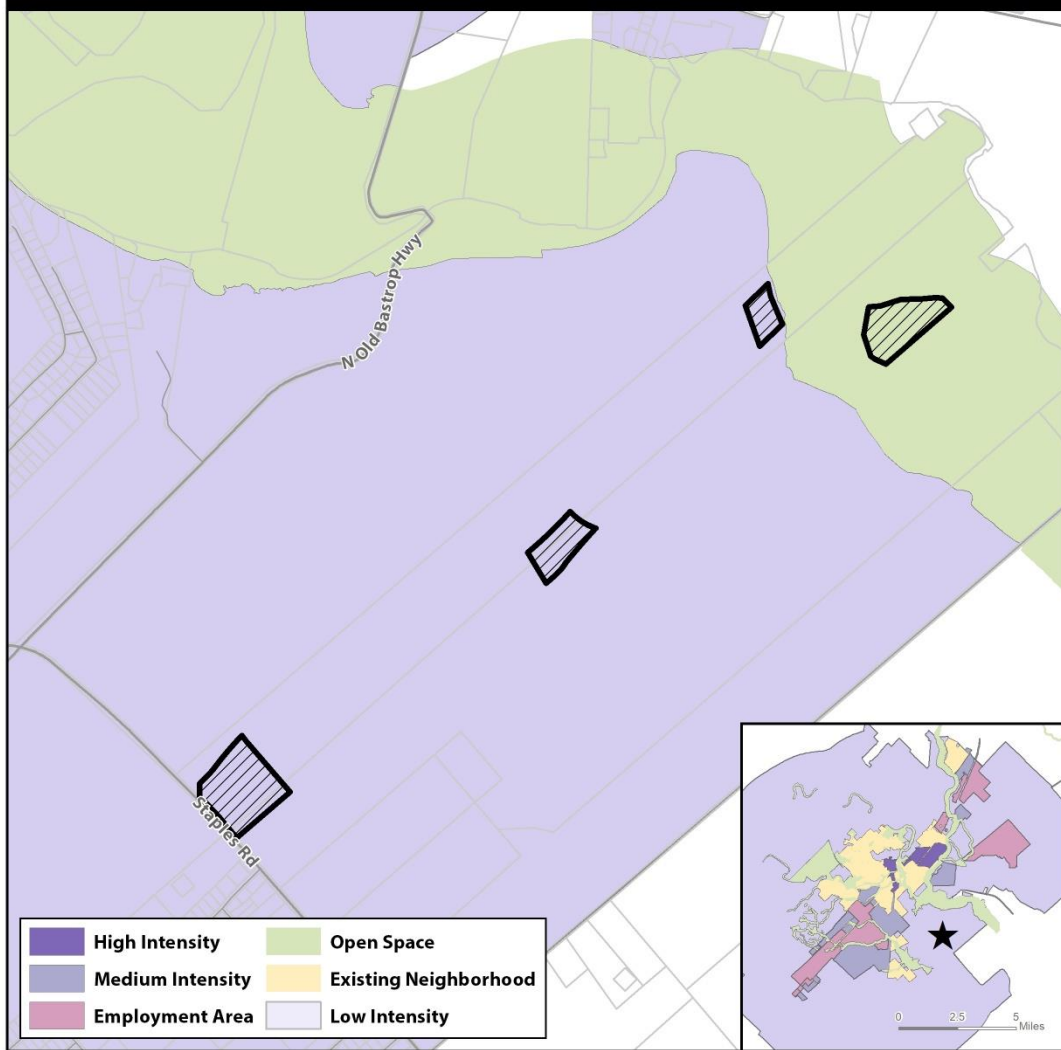 N Old Bastrop Hwy
Staples Rd
High Intensity
Medium Intensity
Employment Area
Open Space
Existing Neighborhood
Low Intensity
0 2.5 5
Miles